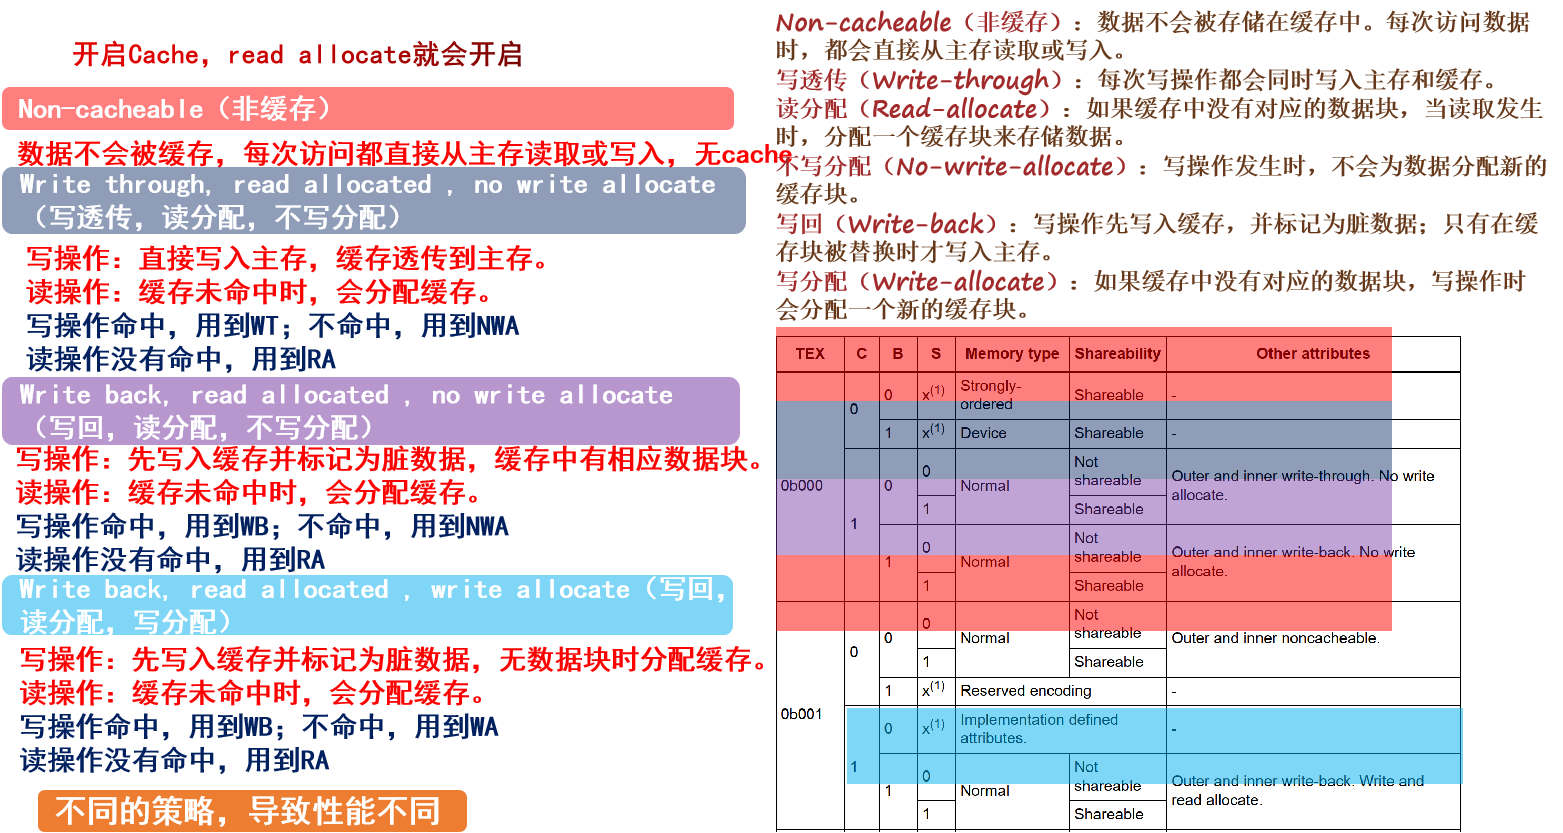 开启Cache，read allocate就会开启
Non-cacheable（非缓存）
数据不会被缓存，每次访问都直接从主存读取或写入，无cache
Write through, read allocated , no write allocate
（写透传，读分配，不写分配）
写操作：直接写入主存，缓存透传到主存。
读操作：缓存未命中时，会分配缓存。
写操作命中，用到WT；不命中，用到NWA
读操作没有命中，用到RA
Write back, read allocated , no write allocate
（写回，读分配，不写分配）
写操作：先写入缓存并标记为脏数据，缓存中有相应数据块。
读操作：缓存未命中时，会分配缓存。
写操作命中，用到WB；不命中，用到NWA
读操作没有命中，用到RA
Write back, read allocated , write allocate（写回，
读分配，写分配）
写操作：先写入缓存并标记为脏数据，无数据块时分配缓存。
读操作：缓存未命中时，会分配缓存。
写操作命中，用到WB；不命中，用到WA
读操作没有命中，用到RA
不同的策略，导致性能不同
Non-cacheable（非缓存）：数据不会被存储在缓存中。每次访问数据
时，都会直接从主存读取或写入。
写透传（Write-through）：每次写操作都会同时写入主存和缓存。
读分配（Read-allocate）：如果缓存中没有对应的数据块，当读取发生
时，分配一个缓存块来存储数据。
不写分配（No-write-allocate）：写操作发生时，不会为数据分配新的
缓存块。
写回（Write-back）：写操作先写入缓存，并标记为脏数据；只有在缓
存块被替换时才写入主存。
写分配（Write-allocate）：如果缓存中没有对应的数据块，写操作时
会分配一个新的缓存块。
TEX C B S Memory type Shareability Other attributes
0b000 0 0 x(1) Strongly-
ordered Shareable -
1 x(1) Device Shareable -
1 0 0 Normal Not
shareable Outer and inner write-through. No write
allocate.
1 Shareable
1 0 Normal Not
shareable Outer and inner write-back. No write
allocate.
1 Shareable
0b001 0 0 0 Normal Not
shareable Outer and inner noncacheable.
1 Shareable
1 x(1) Reserved encoding -
1 0 x(1) Implementation defined
attributes. -
1 0 Normal Not
shareable Outer and inner write-back. Write and
read allocate.
1 Shareable